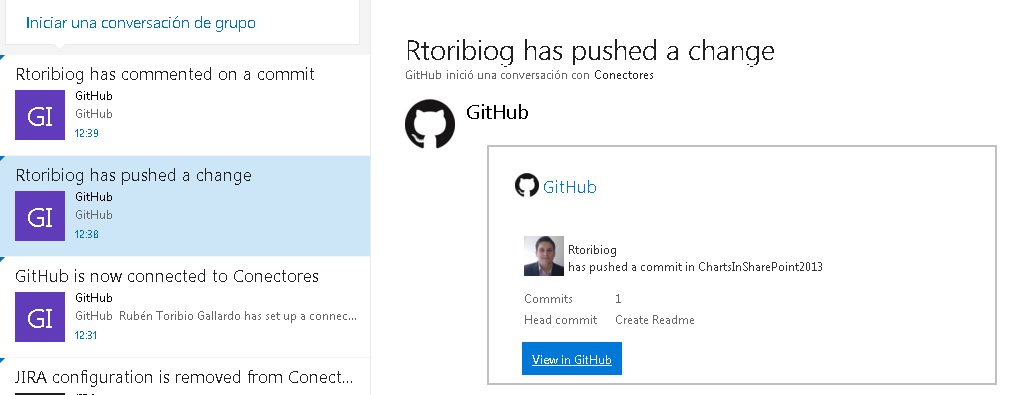 Iniciar una conversación de grupo
Rtoribiog has commented on a commit
GI
GitHub
GitHub
12:39
Rtoribiog has pushed a change
GI
GitHub
GitHub
12:38
GitHub is now connected to Conectores
GI
GitHub
GitHub Rubén Toribio Gallardo has set up a connec...
12:31
JIRA configuration is removed from Conect...
Rtoribiog has pushed a change
GitHub inició una conversación con Conectores
GitHub
GitHub
Rtoribiog
has pushed a commit in ChartsInSharePoint2013
Commits 1
Head commit Create Readme
View in GitHub